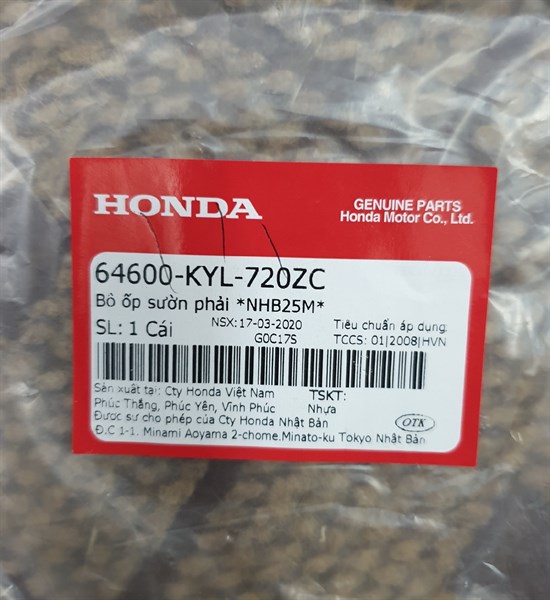 HONDA
GENUINE PARTS
Honda Motor Co., Ltd.
64600-KYL-720ZC
Bộ ốp sườn phải *NHB25M*
SL: 1 Cái
NSX:17-03-2020
G0C17S
Tiêu chuẩn áp dụng:
TCCS: 01|2008|HVN
Sản xuất tại: Cty Honda Việt Nam
TSKT:
Phúc Thắng, Phúc Yên, Vĩnh Phúc
Nhựa
Được sự cho phép của Cty Honda Nhật Bản
OTK
Đ.C 1-1. Minami Aoyama 2-chome.Minato-ku Tokyo Nhật Bản